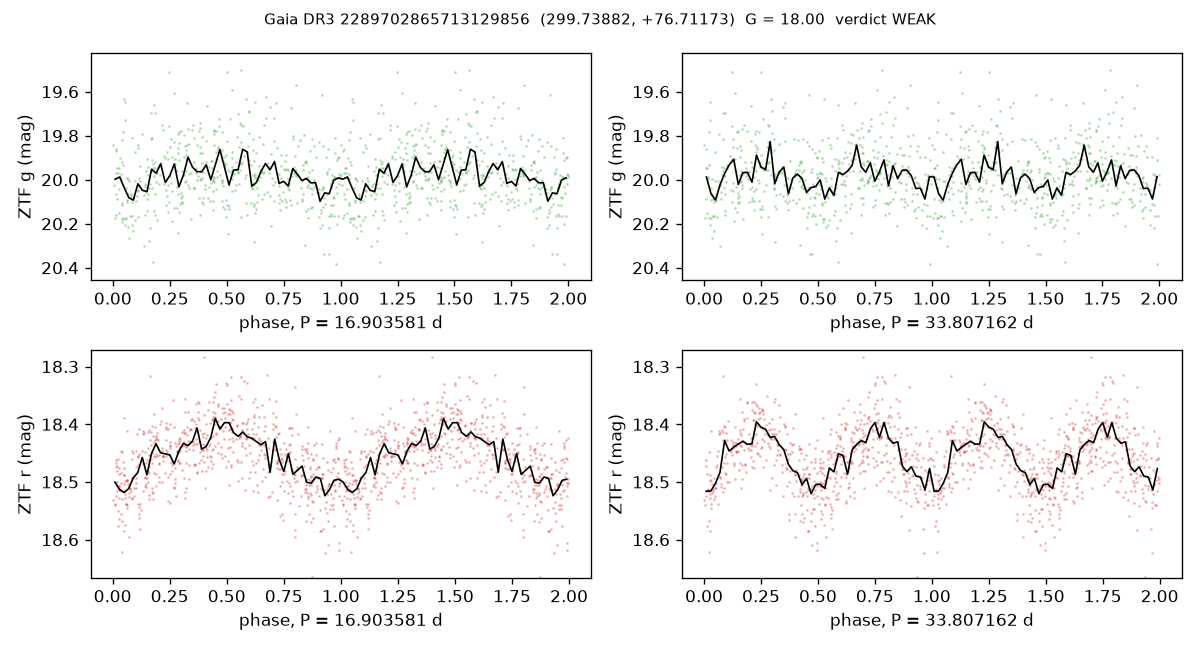 Gaia DR3 2289702865713129856  (299.73882, +76.71173)  G = 18.00  verdict WEAK
ZTF g (mag)
19.6
19.8
20.0
20.2
20.4
0.00 0.25 0.50 0.75 1.00 1.25 1.50 1.75 2.00
phase, P = 16.903581 d
ZTF g (mag)
19.6
19.8
20.0
20.2
20.4
0.00 0.25 0.50 0.75 1.00 1.25 1.50 1.75 2.00
phase, P = 33.807162 d
ZTF r (mag)
18.3
18.4
18.5
18.6
0.00 0.25 0.50 0.75 1.00 1.25 1.50 1.75 2.00
phase, P = 16.903581 d
ZTF r (mag)
18.3
18.4
18.5
18.6
0.00 0.25 0.50 0.75 1.00 1.25 1.50 1.75 2.00
phase, P = 33.807162 d